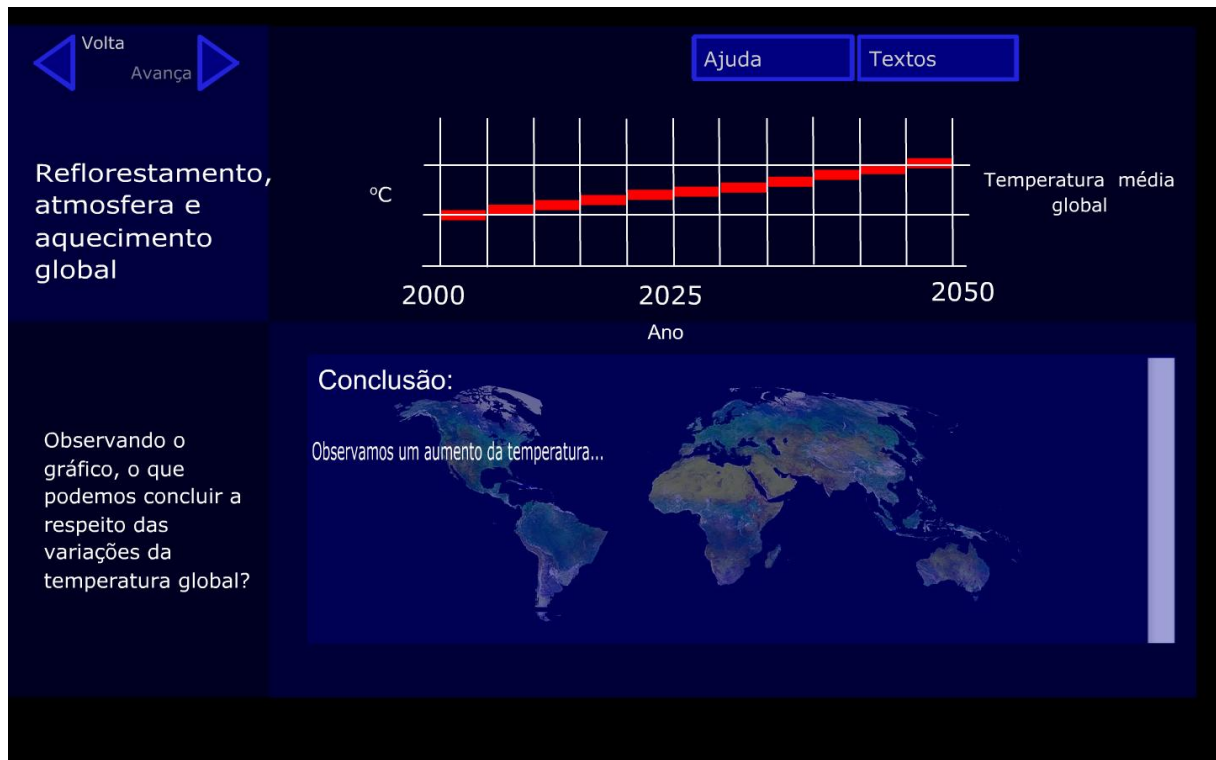 Volta
Avança
Ajuda
Textos
Reflorestamento,
atmosfera e
aquecimento
global
ºC
Temperatura média
global
2000
2025
2050
Ano
Observando o
gráfico, o que
podemos concluir a
respeito das
variações da
temperatura global?
Conclusão:
Observamos um aumento da temperatura...